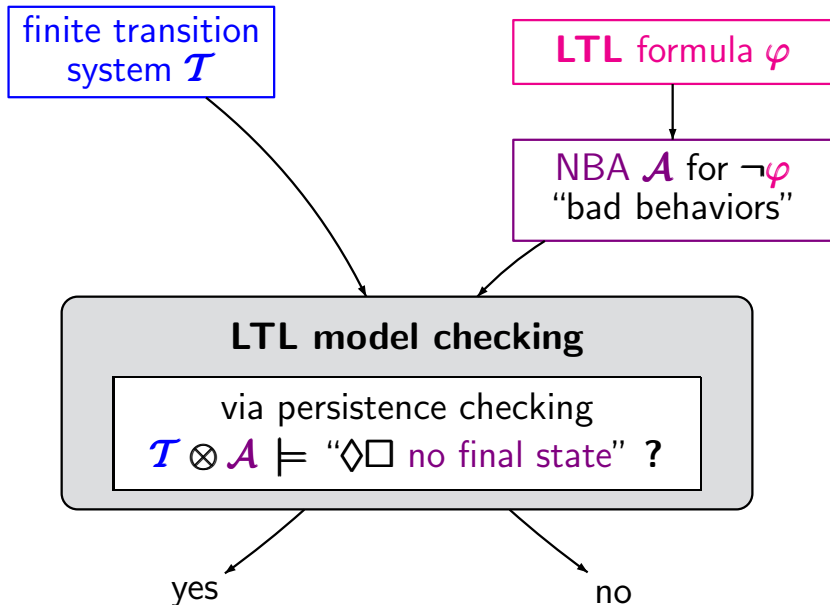 finite transition
system 𝒯
LTL formula φ
NBA 𝒜 for ¬φ
“bad behaviors”
LTL model checking
via persistence checking
𝒯 ⊗ 𝒜 ⊨ “◇□ no final state” ?
yes
no